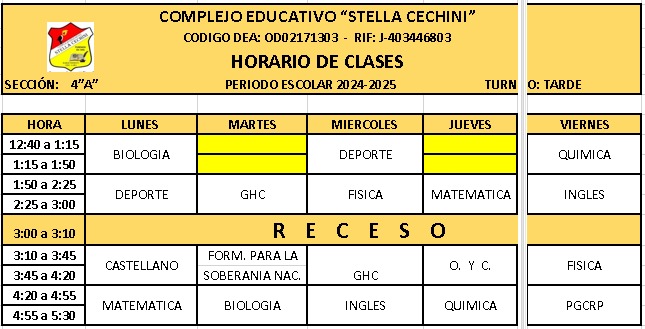 COMPLEJO EDUCATIVO “STELLA CECHINI”
STELLA CECHINI
CODIGO DEA: OD02171303 - RIF: J-403446803
HORARIO DE CLASES
SECCIÓN: 4”A” PERIODO ESCOLAR 2024-2025 TURN O: TARDE
HORA LUNES MARTES MIERCOLES JUEVES VIERNES
12:40 a 1:15
BIOLOGIA DEPORTE QUIMICA
1:15 a 1:50
1:50 a 2:25
DEPORTE GHC FISICA MATEMATICA INGLES
2:25 a 3:00
3:00 a 3:10 R E C E S O
3:10 a 3:45 FORM. PARA LA
CASTELLANO O. Y C. FISICA
3:45 a 4:20 SOBERANIA NAC. GHC
4:20 a 4:55
MATEMATICA BIOLOGIA INGLES QUIMICA PGCRP
4:55 a 5:30